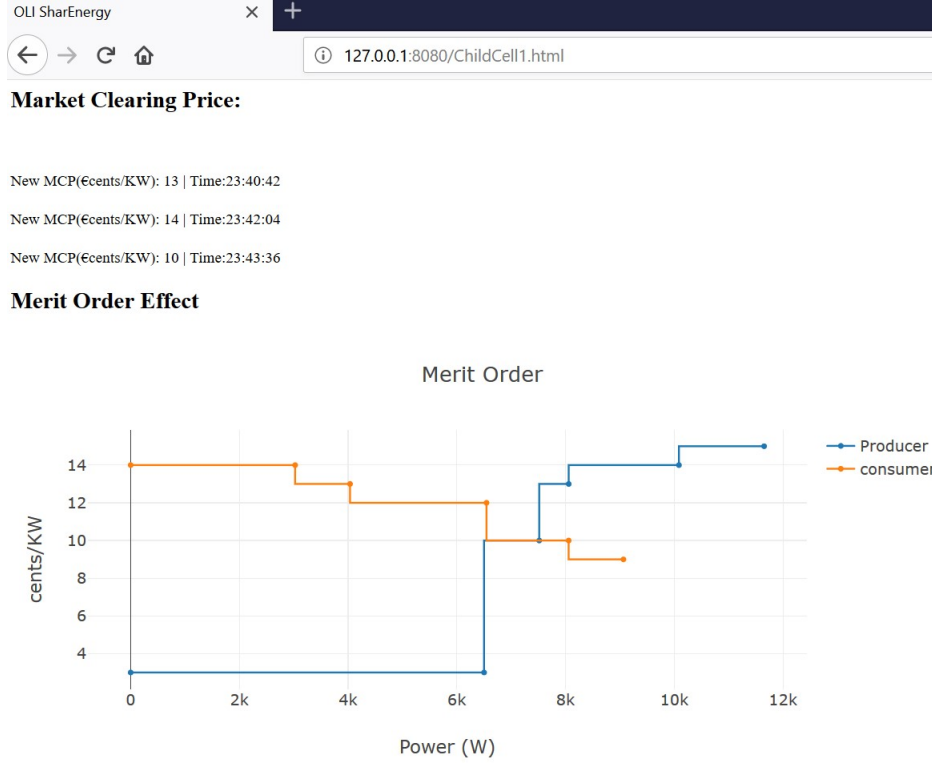 OLI SharEnergy
127.0.0.1:8080/ChildCell1.html
Market Clearing Price:
New MCP(€cents/KW): 13 | Time:23:40:42
New MCP(€cents/KW): 14 | Time:23:42:04
New MCP(€cents/KW): 10 | Time:23:43:36
Merit Order Effect
Merit Order
Producer
consumer
cents/KW
14
12
10
8
6
4
0 2k 4k 6k 8k 10k 12k
Power (W)